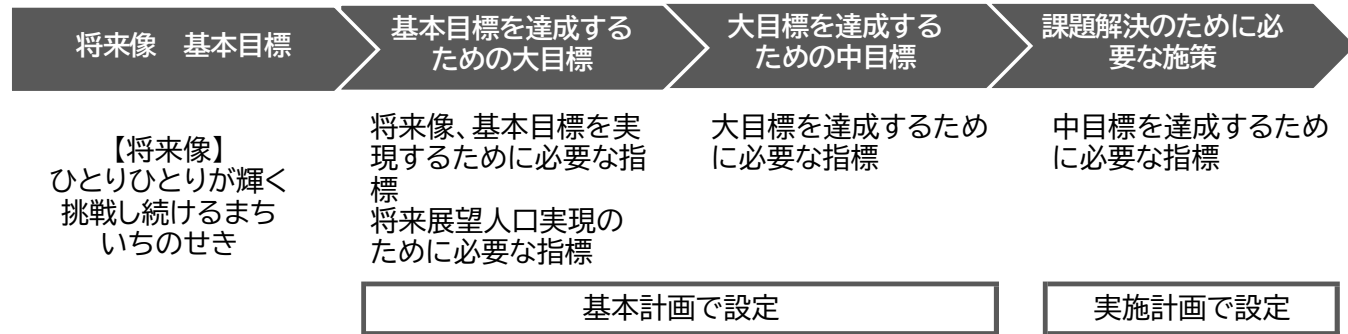 将来像　基本目標
基本目標を達成する
ための大目標
大目標を達成する
ための中目標
課題解決のために必
要な施策
【将来像】
ひとりひとりが輝く
挑戦し続けるまち
いちのせき
将来像、基本目標を実
現するために必要な指
標
将来展望人口実現の
ために必要な指標
大目標を達成するため
に必要な指標
中目標を達成するため
に必要な指標
基本計画で設定
実施計画で設定